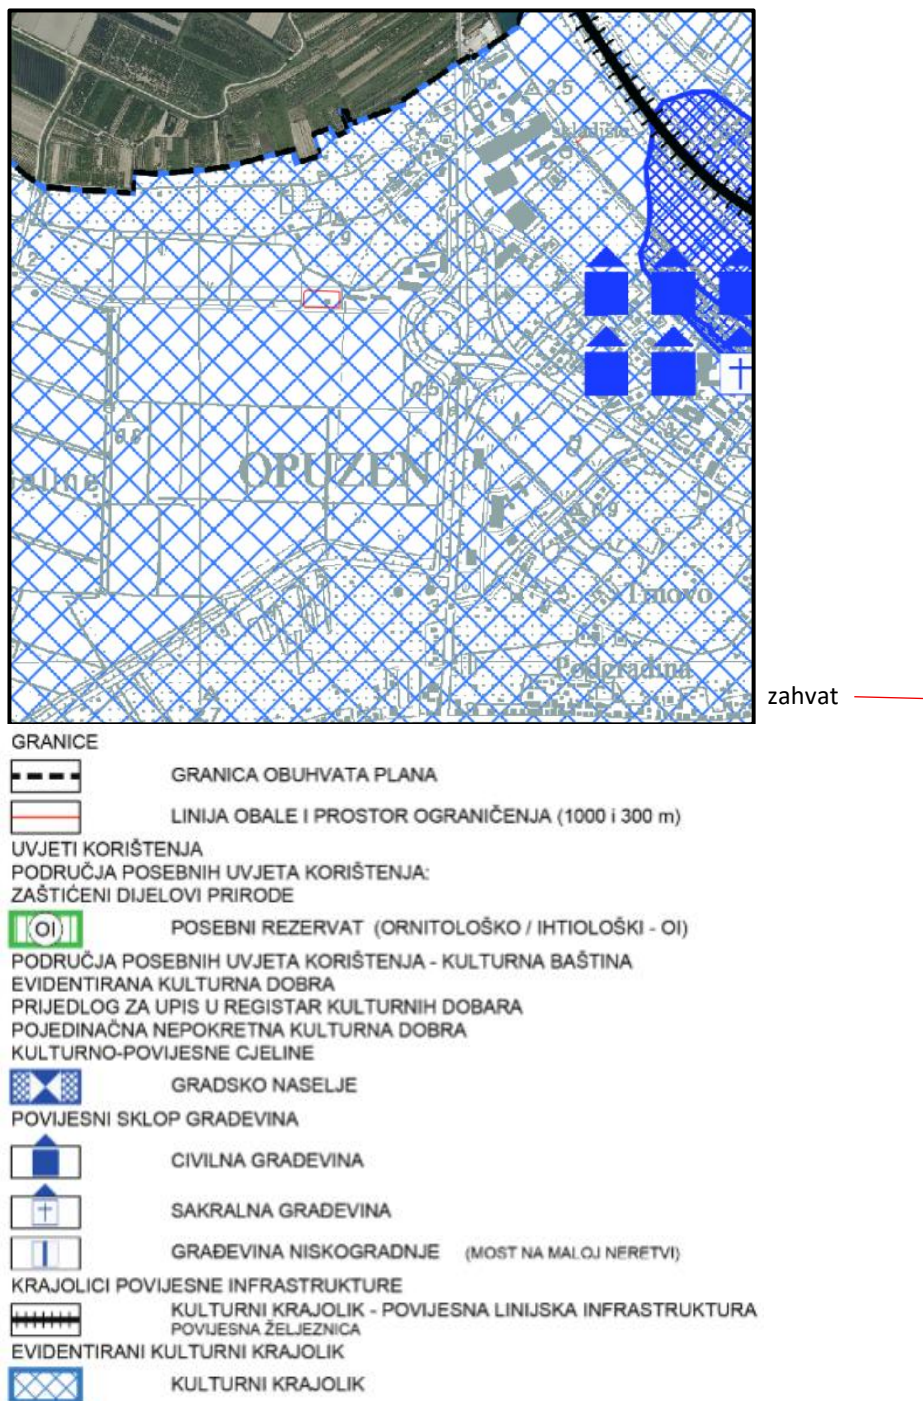 skladište
OPUZEN
Trnovo
Podgradina
zahvat
GRANICE
GRANICA OBUHVATA PLANA
LINIJA OBALE I PROSTOR OGRANIČENJA (1000 i 300 m)
UVJETI KORIŠTENJA
PODRUČJA POSEBNIH UVJETA KORIŠTENJA:
ZAŠTIĆENI DIJELOVI PRIRODE
OI POSEBNI REZERVAT (ORNITOLOŠKO / IHTIOLOŠKI - OI)
PODRUČJA POSEBNIH UVJETA KORIŠTENJA - KULTURNA BAŠTINA
EVIDENTIRANA KULTURNA DOBRA
PRIJEDLOG ZA UPIS U REGISTAR KULTURNIH DOBARA
POJEDINAČNA NEPOKRETNA KULTURNA DOBRA
KULTURNO-POVIJESNE CJELINE
GRADSKO NASELJE
POVIJESNI SKLOP GRAĐEVINA
CIVILNA GRAĐEVINA
SAKRALNA GRAĐEVINA
GRAĐEVINA NISKOGRADNJE (MOST NA MALOJ NERETVI)
KRAJOLICI POVIJESNE INFRASTRUKTURE
KULTURNI KRAJOLIK - POVIJESNA LINIJSKA INFRASTRUKTURA
POVIJESNA ŽELJEZNICA
EVIDENTIRANI KULTURNI KRAJOLIK
KULTURNI KRAJOLIK